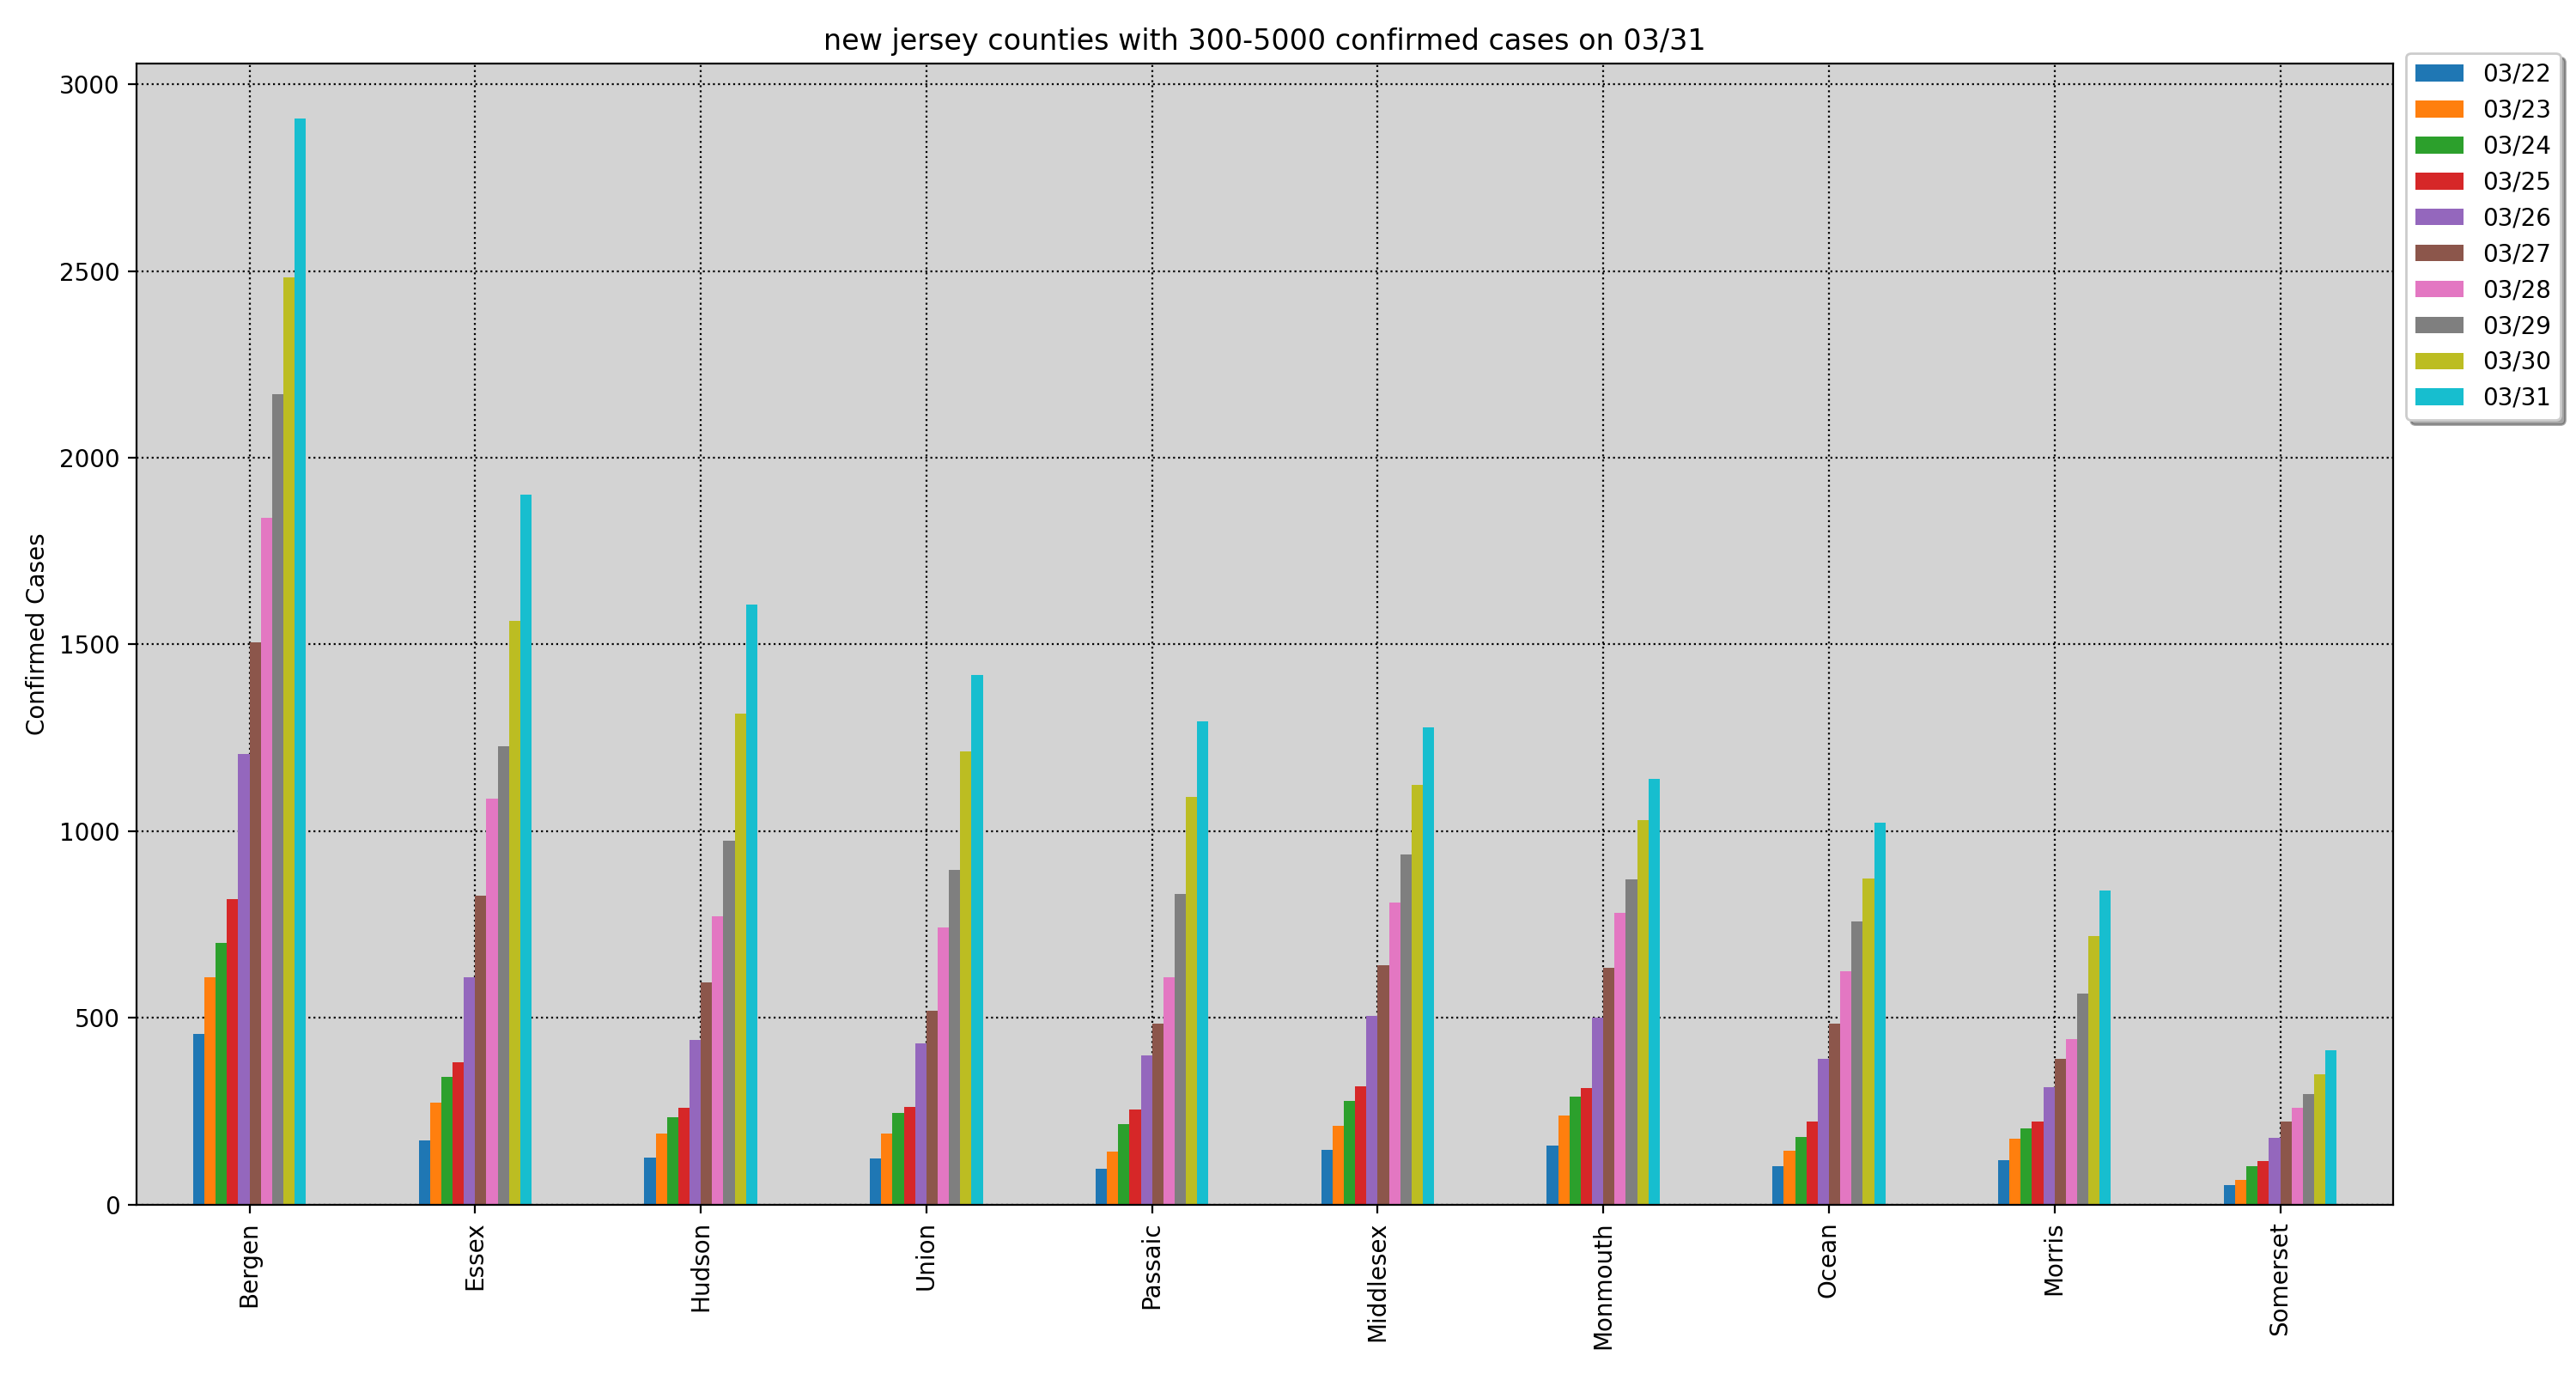 new jersey counties with 300-5000 confirmed cases on 03/31
Confirmed Cases
3000
2500
2000
1500
1000
500
0
Bergen
Essex
Hudson
Union
Passaic
Middlesex
Monmouth
Ocean
Morris
Somerset
03/22
03/23
03/24
03/25
03/26
03/27
03/28
03/29
03/30
03/31